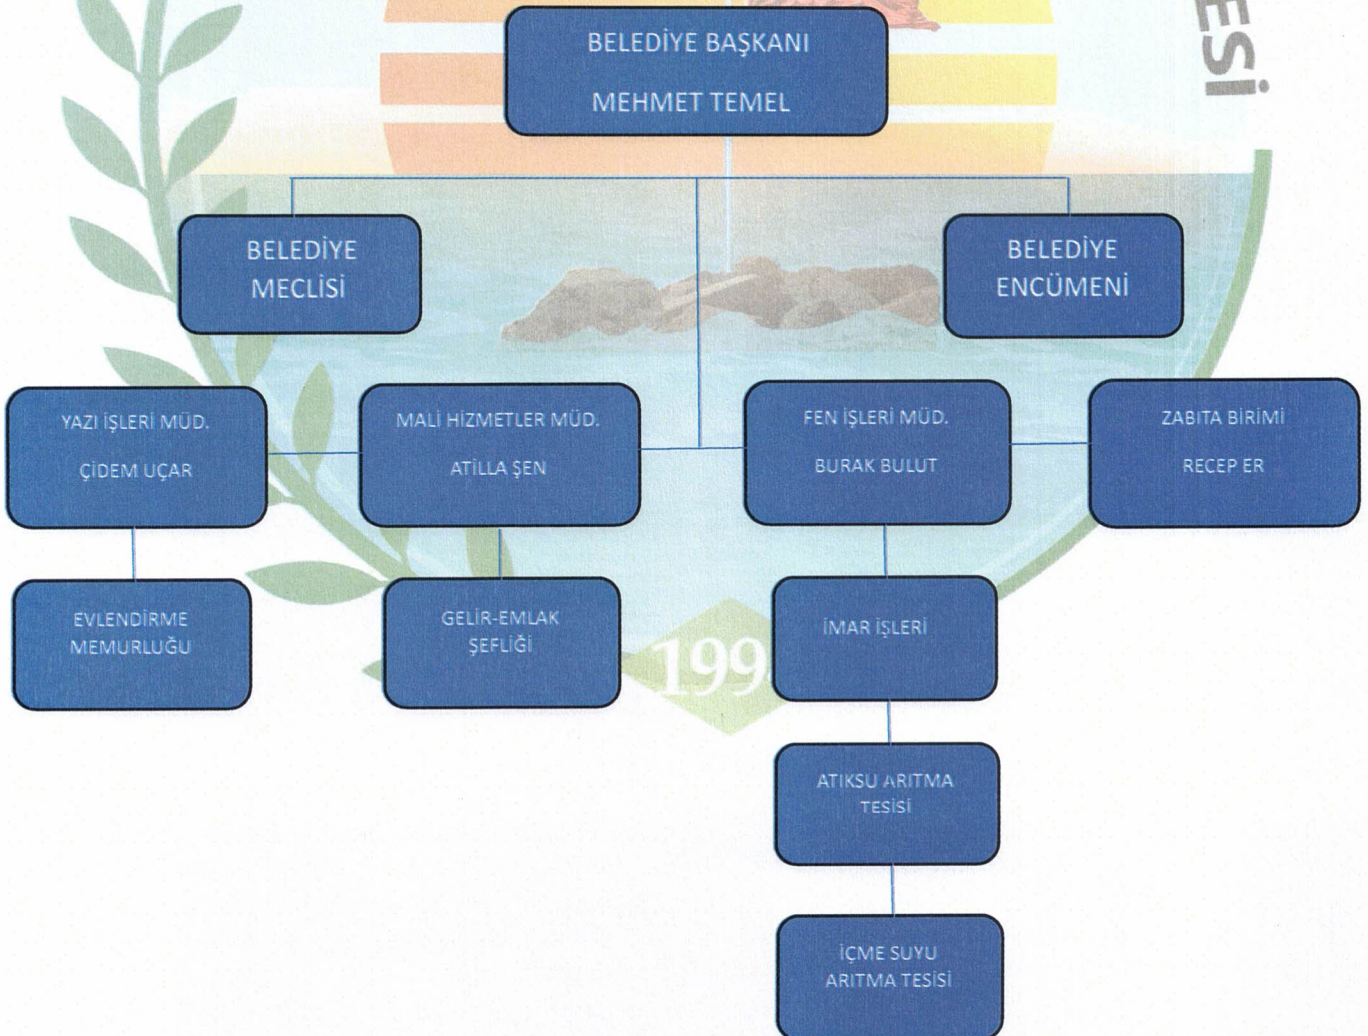 ESİ
BELEDİYE BAŞKANI
MEHMET TEMEL
BELEDİYE
MECLİSİ
BELEDİYE
ENCÜMENİ
YAZI İŞLERİ MÜD.
ÇİDEM UÇAR
MALİ HİZMETLER MÜD.
ATİLLA ŞEN
FEN İŞLERİ MÜD.
BURAK BULUT
ZABITA BİRİMİ
RECEP ER
EVLENDİRME
MEMURLUĞU
GELİR-EMLAK
ŞEFLİĞİ
İMAR İŞLERİ
199
ATIKSU ARITMA
TESİSİ
İÇME SUYU
ARITMA TESİSİ